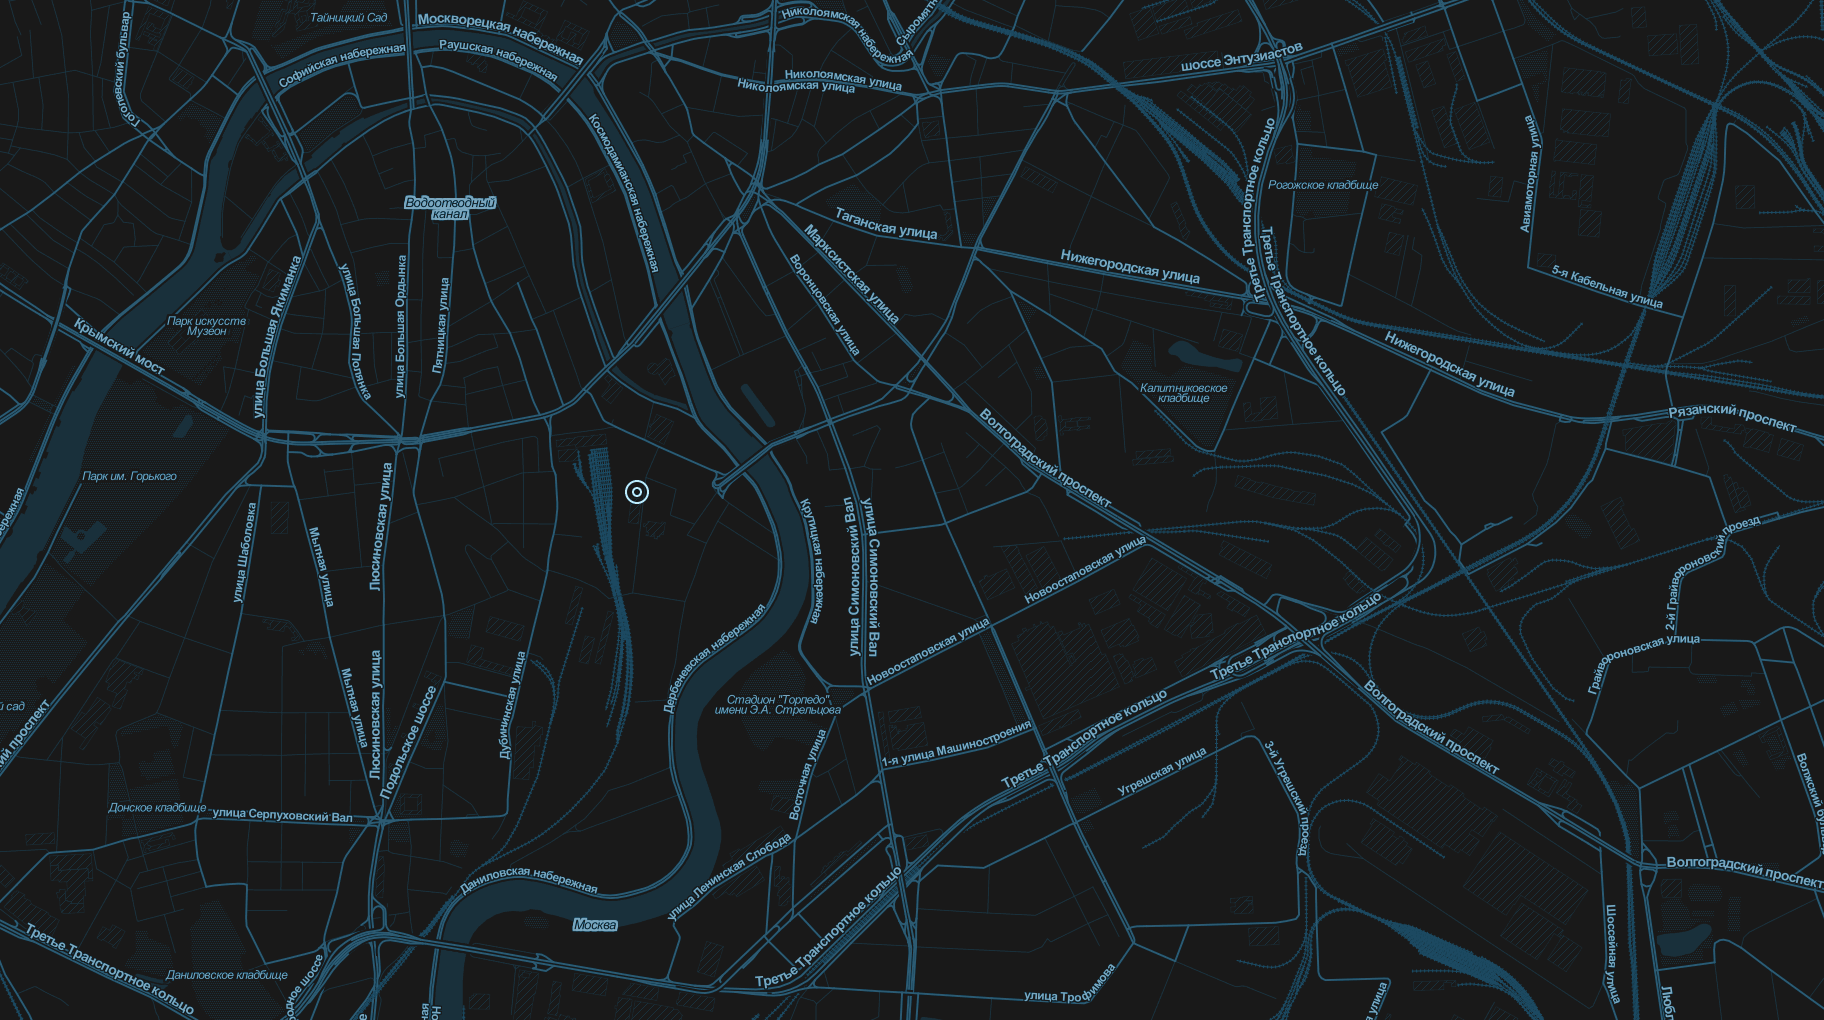 Тайницкий Сад
Москворецкая набережная
Николоямская набережная
Гоголевский бульвар
Софийская набережная
Раушская набережная
шоссе Энтузиастов
Николоямская улица
Николоямская улица
Космодамианская набережная
Третье Транспортное кольцо
Авиамоторная улица
Рогожское кладбище
Водоотводный
канал
Таганская улица
Марксистская улица
Третье Транспортное кольцо
Нижегородская улица
Воронцовская улица
улица Большая Якиманка
улица Большая Полянка
улица Большая Ордынка
Пятницкая улица
5-я Кабельная улица
Парк искусств
Музеон
Крымский мост
Нижегородская улица
Калитниковское
кладбище
Рязанский проспект
Волгоградский проспект
Парк им. Горького
Люсиновская улица
улица Шаболовка
Мытная улица
Крутицкая набережная
улица Симоновский Вал
улица Симоновский Вал
Новоостаповская улица
2-й Грайвороновский проезд
Третье Транспортное кольцо
Дербеневская набережная
Новоостаповская улица
Грайвороновская улица
Люсиновская улица
Мытная улица
Подольское шоссе
Дубининская улица
Стадион "Торпедо"
имени Э.А. Стрельцова
Третье Транспортное кольцо
Волгоградский проспект
й сад
ий проспект
1-я улица Машиностроения
Восточная улица
Угрешская улица
3-й Угрешский проезд
Донское кладбище
улица Серпуховский Вал
улица Ленинская Слобода
Даниловская набережная
Волгоградский проспект
Москва
Третье Транспортное кольцо
Третье Транспортное кольцо
Даниловское кладбище
улица Трофимова
Шоссейная улица